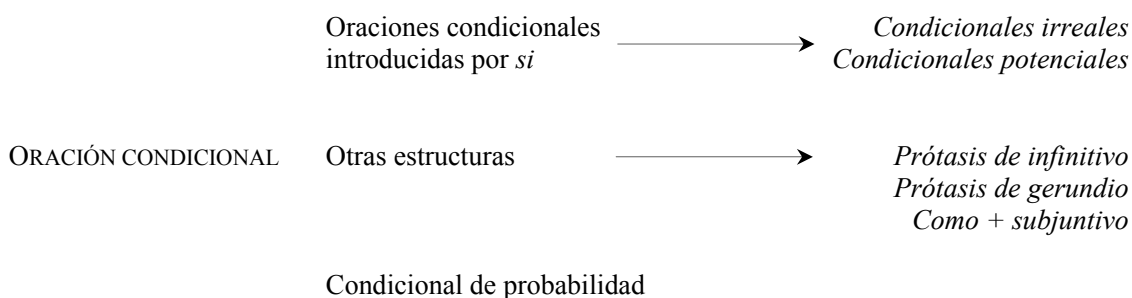 Oraciones condicionales
introducidas por si
Condicionales irreales
Condicionales potenciales
ORACIÓN CONDICIONAL
Otras estructuras
Prótasis de infinitivo
Prótasis de gerundio
Como + subjuntivo
Condicional de probabilidad